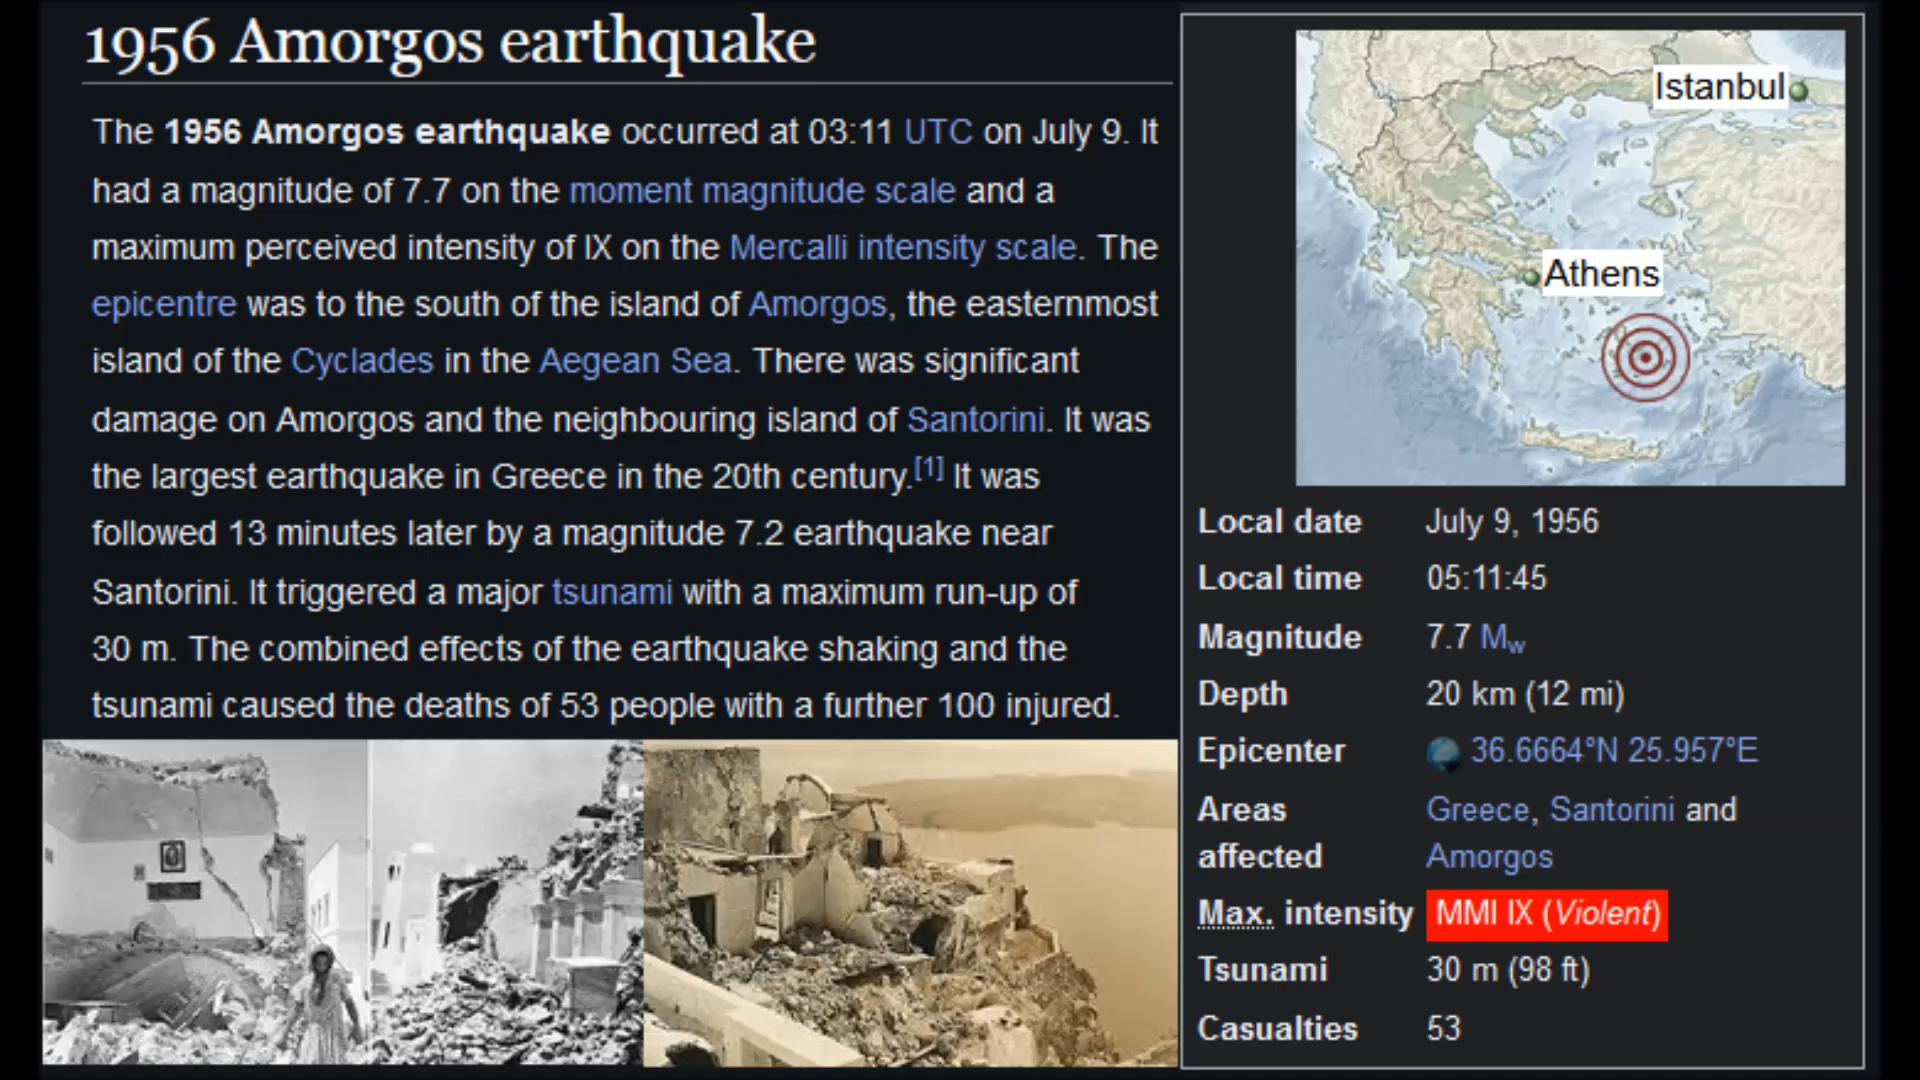 1956 Amorgos earthquake
The 1956 Amorgos earthquake occurred at 03:11 UTC on July 9. It
had a magnitude of 7.7 on the moment magnitude scale and a
maximum perceived intensity of IX on the Mercalli intensity scale. The
epicentre was to the south of the island of Amorgos, the easternmost
island of the Cyclades in the Aegean Sea. There was significant
damage on Amorgos and the neighbouring island of Santorini. It was
the largest earthquake in Greece in the 20th century.[1] It was
followed 13 minutes later by a magnitude 7.2 earthquake near
Santorini. It triggered a major tsunami with a maximum run-up of
30 m. The combined effects of the earthquake shaking and the
tsunami caused the deaths of 53 people with a further 100 injured.
Istanbul
Athens
Local date July 9, 1956
Local time 05:11:45
Magnitude 7.7 Mw
Depth 20 km (12 mi)
Epicenter 36.6664°N 25.957°E
Areas Greece, Santorini and
affected Amorgos
Max. intensity MMI IX (Violent)
Tsunami 30 m (98 ft)
Casualties 53